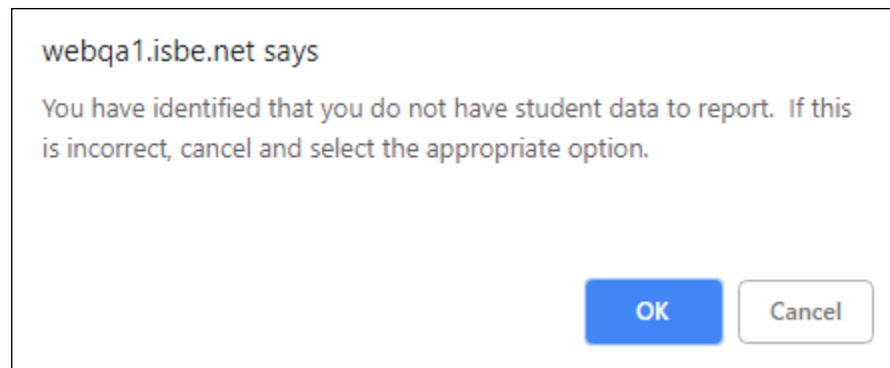 webqa1.isbe.net says
You have identified that you do not have student data to report.  If this
is incorrect, cancel and select the appropriate option.
OK
Cancel